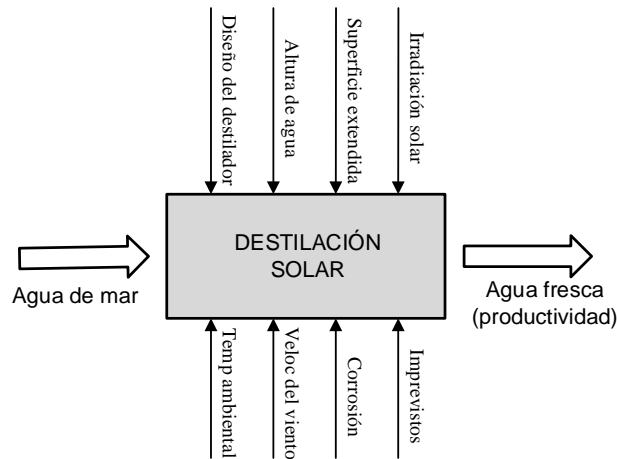 Diseño del destilador
Altura de agua
Superficie extendida
Irradiación solar
DESTILACIÓN
SOLAR
Agua de mar
Agua fresca
(productividad)
Temp ambiental
Veloc del viento
Corrosión
Imprevistos